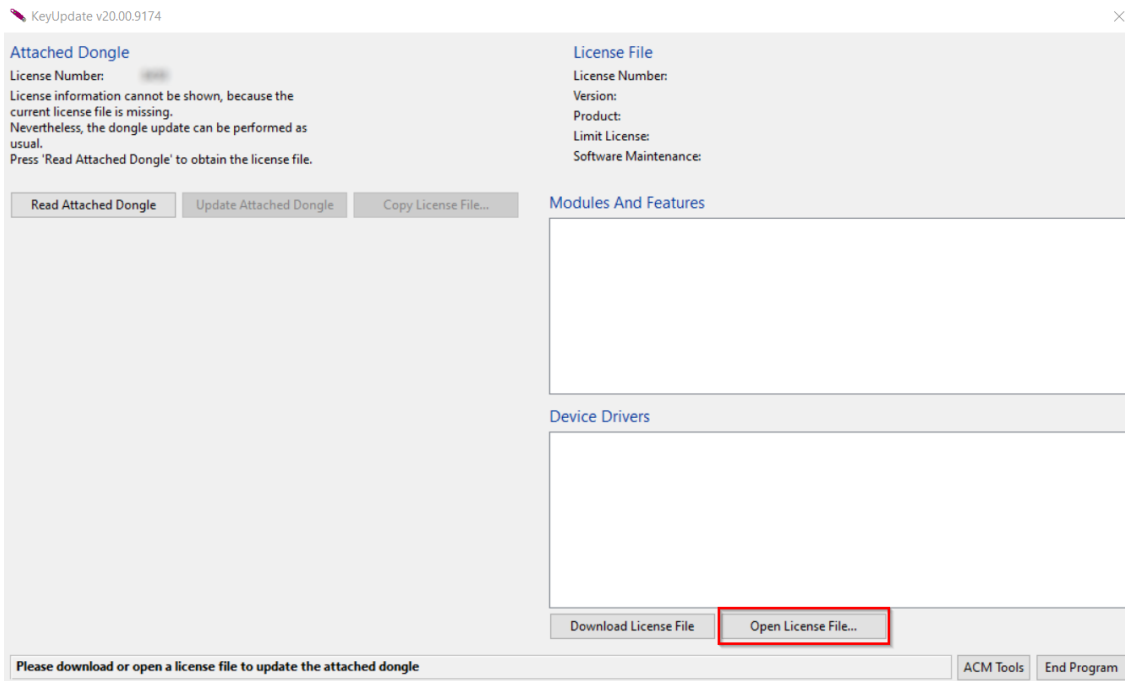 KeyUpdate v20.00.9174
Attached Dongle
License Number:
License information cannot be shown, because the
current license file is missing.
Nevertheless, the dongle update can be performed as
usual.
Press 'Read Attached Dongle' to obtain the license file.
Read Attached Dongle
Update Attached Dongle
Copy License File...
License File
License Number:
Version:
Product:
Limit License:
Software Maintenance:
Modules And Features
Device Drivers
Download License File
Open License File...
Please download or open a license file to update the attached dongle
ACM Tools
End Program